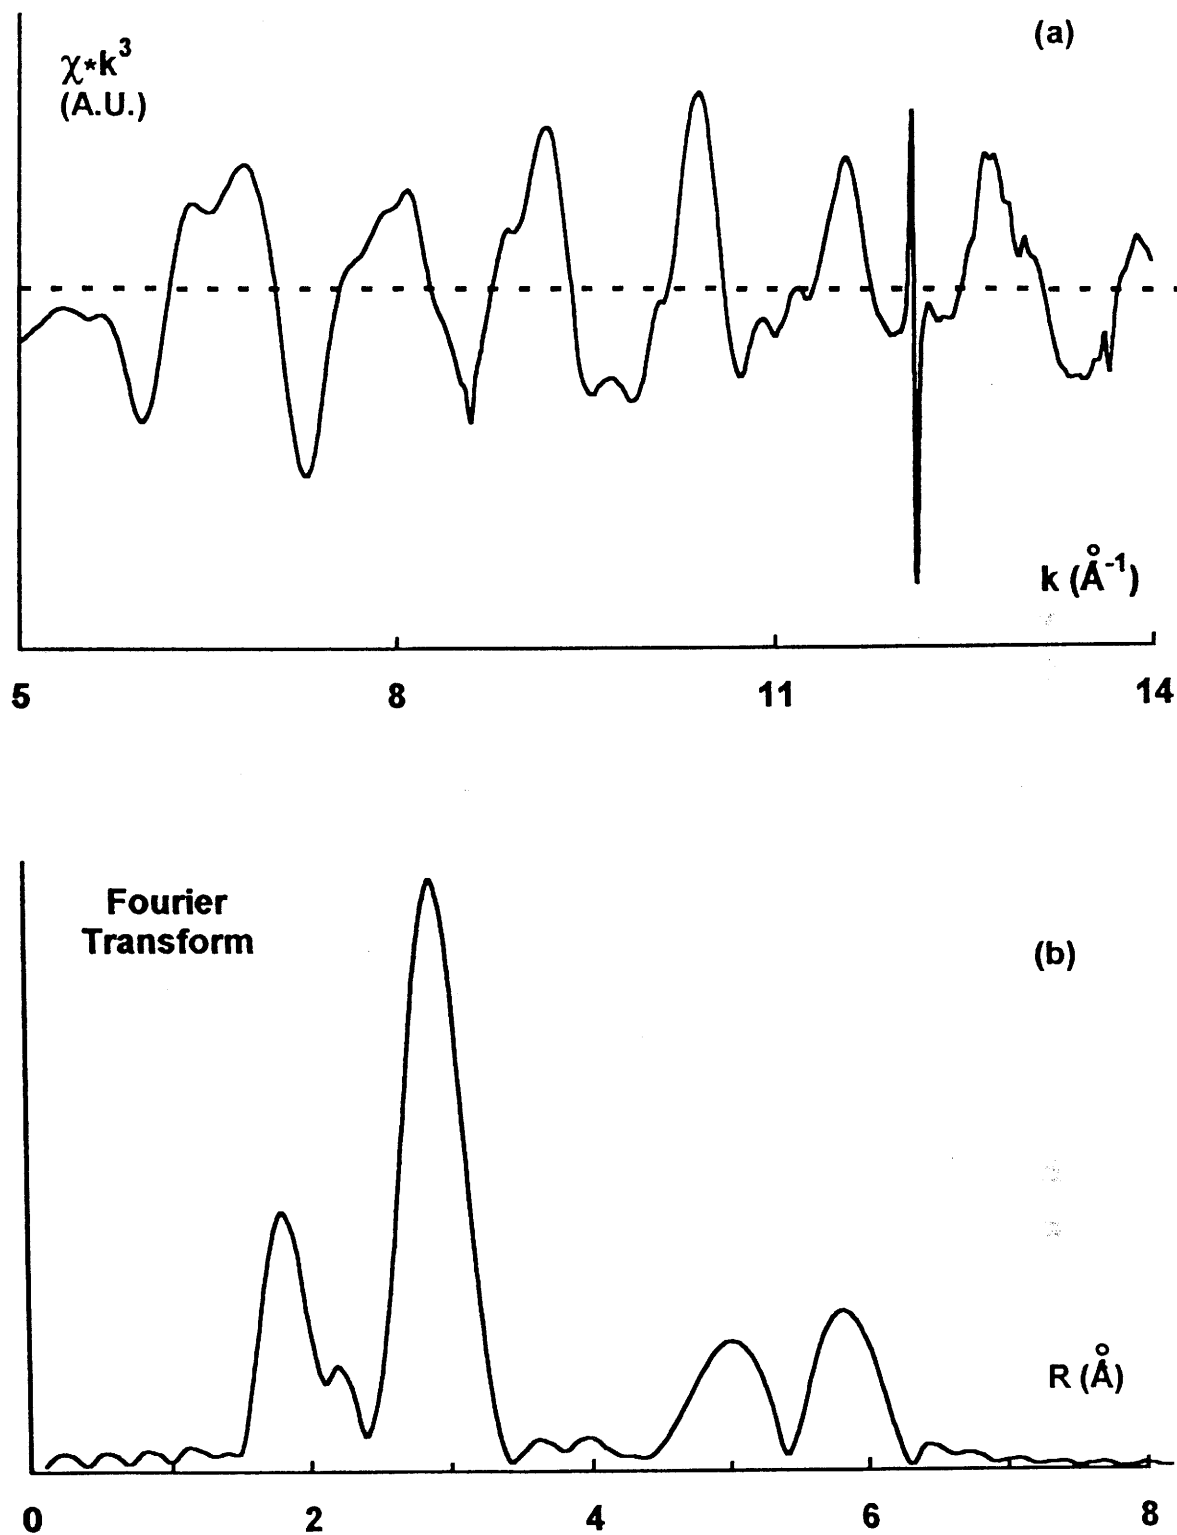 (a)
χ*k³
(A.U.)
k (Å⁻¹)
5 8 11 14
Fourier
Transform
(b)
R (Å)
0 2 4 6 8